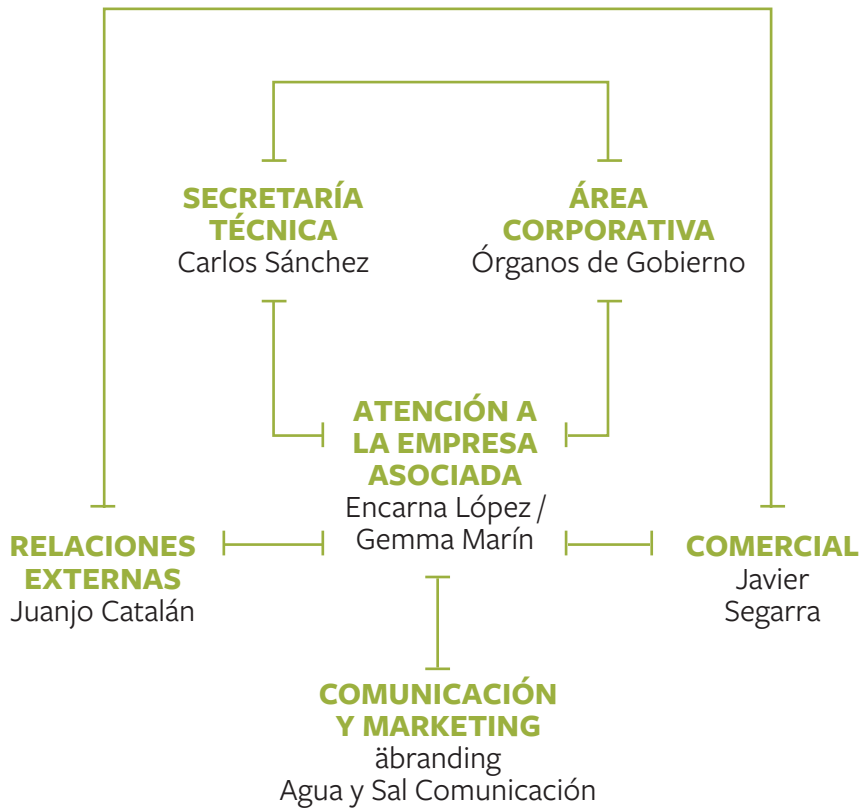 SECRETARÍA
TÉCNICA
Carlos Sánchez
ÁREA
CORPORATIVA
Órganos de Gobierno
ATENCIÓN A
LA EMPRESA
ASOCIADA
Encarna López /
Gemma Marín
RELACIONES
EXTERNAS
Juanjo Catalán
COMERCIAL
Javier
Segarra
COMUNICACIÓN
Y MARKETING
äbranding
Agua y Sal Comunicación